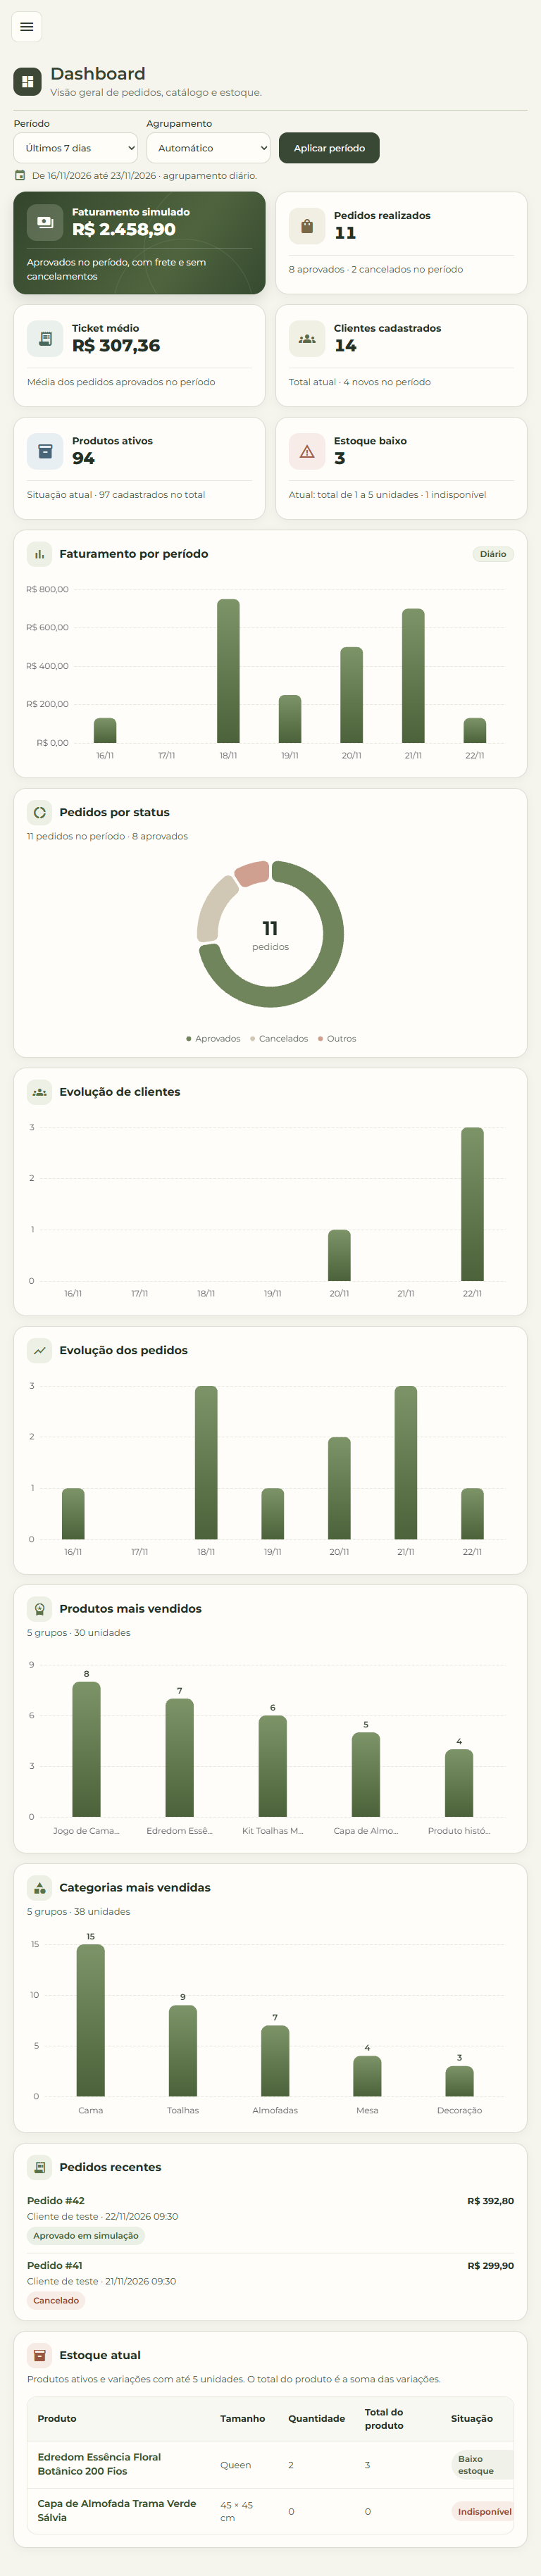 Dashboard
Visão geral de pedidos, catálogo e estoque.
Período
Agrupamento
Últimos 7 dias
Automático
Aplicar período
De 16/11/2026 até 23/11/2026 · agrupamento diário.
Faturamento simulado
R$ 2.458,90
Aprovados no período, com frete e sem
cancelamentos
Pedidos realizados
11
8 aprovados · 2 cancelados no período
Ticket médio
R$ 307,36
Média dos pedidos aprovados no período
Clientes cadastrados
14
Total atual · 4 novos no período
Produtos ativos
94
Situação atual · 97 cadastrados no total
Estoque baixo
3
Atual: total de 1 a 5 unidades · 1 indisponível
Faturamento por período
Diário
R$ 800,00
R$ 600,00
R$ 400,00
R$ 200,00
R$ 0,00
16/11 17/11 18/11 19/11 20/11 21/11 22/11
Pedidos por status
11 pedidos no período · 8 aprovados
11
pedidos
Aprovados Cancelados Outros
Evolução de clientes
3
2
1
0
16/11 17/11 18/11 19/11 20/11 21/11 22/11
Evolução dos pedidos
3
2
1
0
16/11 17/11 18/11 19/11 20/11 21/11 22/11
Produtos mais vendidos
5 grupos · 30 unidades
9
6
3
0
8
7
6
5
4
Jogo de Cama... Edredom Essê... Kit Toalhas M... Capa de Almo... Produto histó...
Categorias mais vendidas
5 grupos · 38 unidades
15
10
5
0
15
9
7
4
3
Cama Toalhas Almofadas Mesa Decoração
Pedidos recentes
Pedido #42 R$ 392,80
Cliente de teste · 22/11/2026 09:30
Aprovado em simulação
Pedido #41 R$ 299,90
Cliente de teste · 21/11/2026 09:30
Cancelado
Estoque atual
Produtos ativos e variações com até 5 unidades. O total do produto é a soma das variações.
Produto Tamanho Quantidade Total do produto Situação
Edredom Essência Floral
Botânico 200 Fios
Queen
2
3
Baixo
estoque
Capa de Almofada Trama Verde
Sálvia
45 × 45
cm
0
0
Indisponível